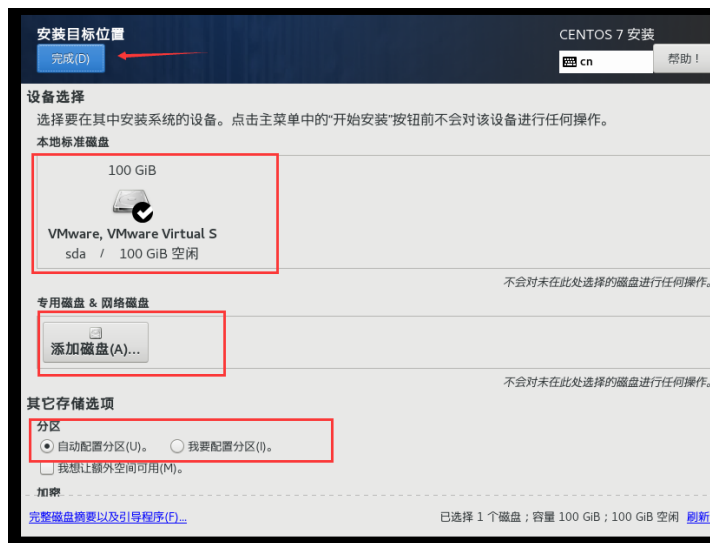 安装目标位置
CENTOS 7 安装
完成(D)
cn
帮助！
设备选择
选择要在其中安装系统的设备。点击主菜单中的“开始安装”按钮前不会对该设备进行任何操作。
本地标准磁盘
100 GiB
VMware, VMware Virtual S
sda / 100 GiB 空闲
不会对未在此处选择的磁盘进行任何操作。
专用磁盘 & 网络磁盘
添加磁盘(A)...
不会对未在此处选择的磁盘进行任何操作。
其它存储选项
分区
自动配置分区(U)。 我要配置分区(I)。
我想让额外空间可用(M)。
加密
完整磁盘摘要以及引导程序(F)...
已选择 1 个磁盘；容量 100 GiB；100 GiB 空闲 刷新